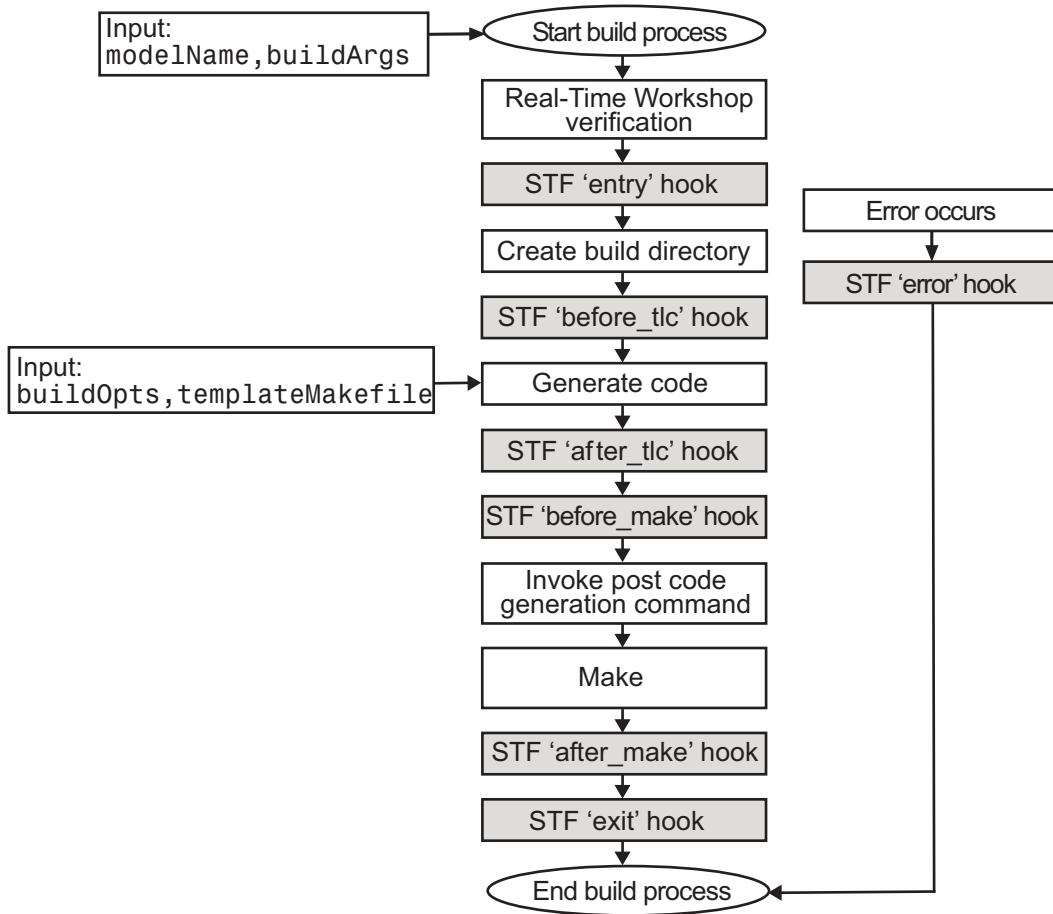 Input:
modelName,buildArgs
Start build process
Real-Time Workshop
verification
STF ‘entry’ hook
Create build directory
STF ‘before_tlc’ hook
Input:
buildOpts,templateMakefile
Generate code
STF ‘after_tlc’ hook
STF ‘before_make’ hook
Invoke post code
generation command
Make
STF ‘after_make’ hook
STF ‘exit’ hook
End build process
Error occurs
STF ‘error’ hook